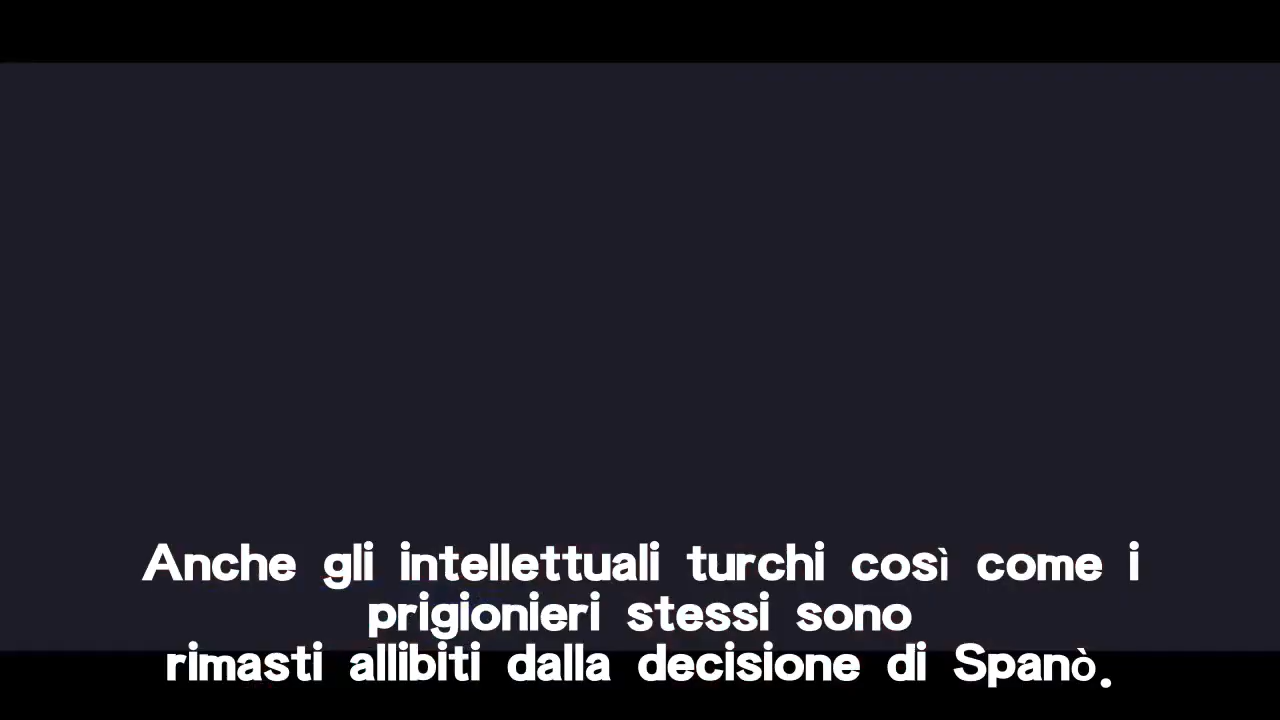 Anche gli intellettuali turchi così come i
prigionieri stessi sono
rimasti allibiti dalla decisione di Spanò.